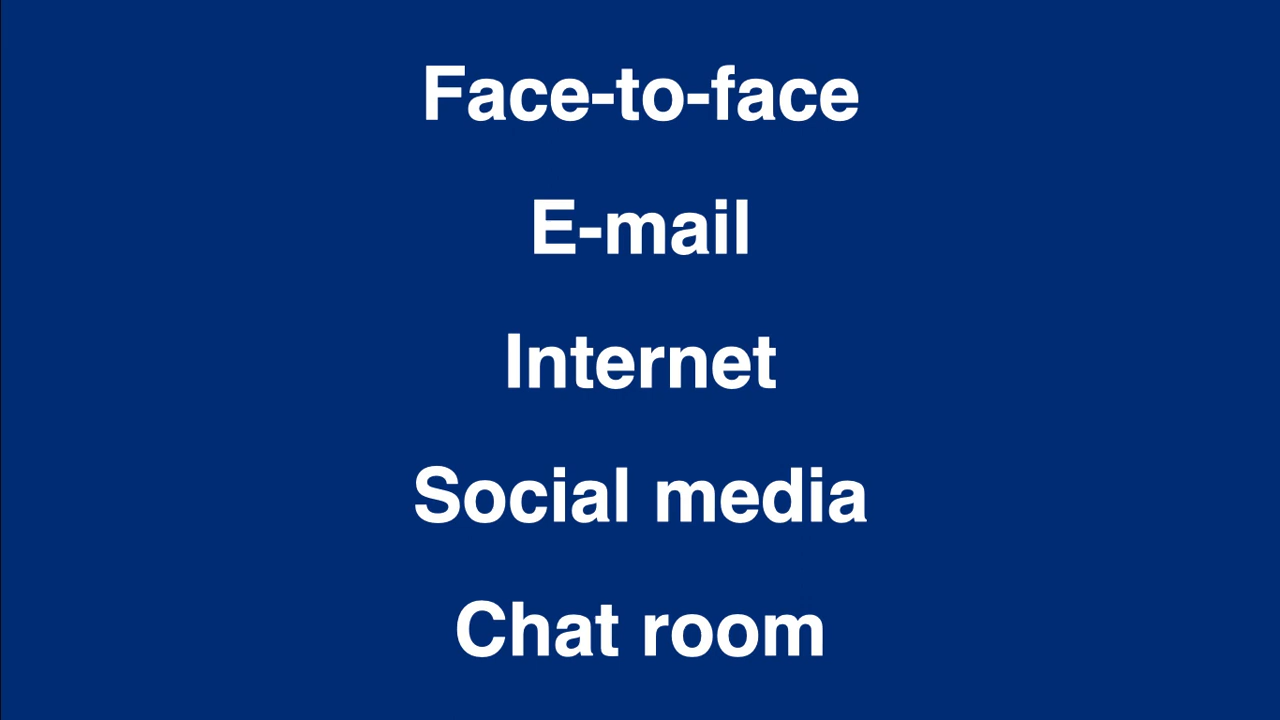 Face-to-face
E-mail
Internet
Social media
Chat room